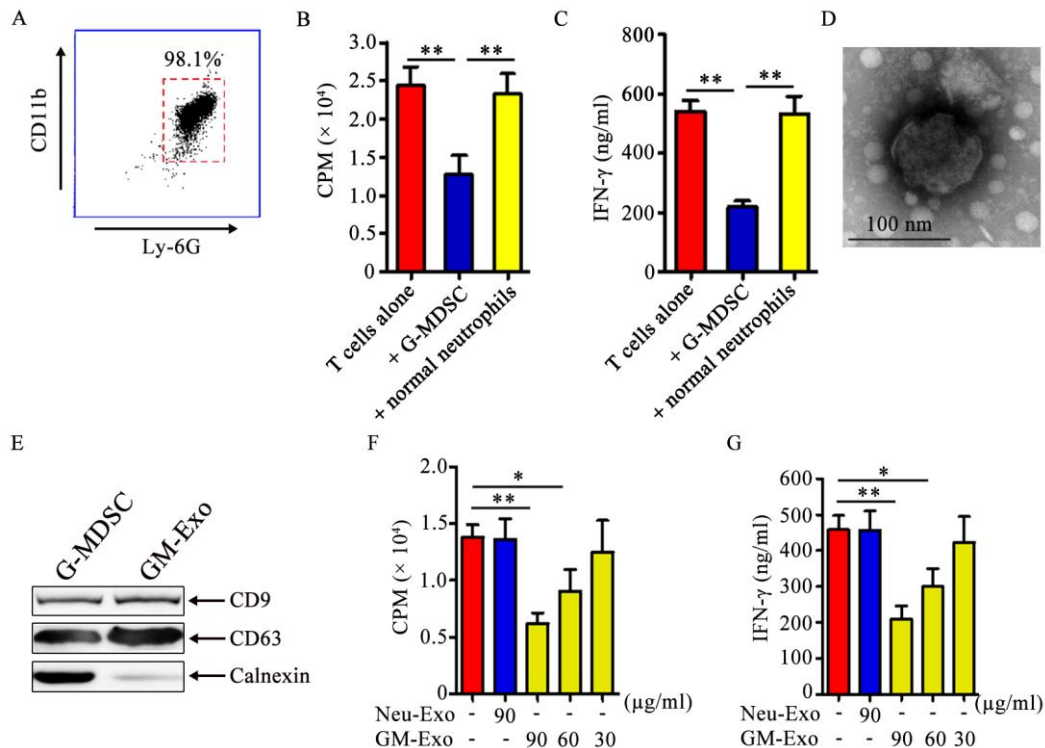 A
98.1%
CD11b
Ly-6G
B
CPM (× 10⁴)
3.0
2.5
2.0
1.5
1.0
0.5
0
**
**
T cells alone
+ G-MDSC
+ normal neutrophils
C
IFN-γ (ng/ml)
800
600
400
200
0
**
**
T cells alone
+ G-MDSC
+ normal neutrophils
D
100 nm
E
G-MDSC
GM-Exo
CD9
CD63
Calnexin
F
CPM (× 10⁴)
2.0
1.5
1.0
0.5
0
*
**
(µg/ml)
Neu-Exo - 90 - - -
GM-Exo - - 90 60 30
G
IFN-γ (ng/ml)
600
500
400
300
200
100
0
*
**
(µg/ml)
Neu-Exo - 90 - - -
GM-Exo - - 90 60 30